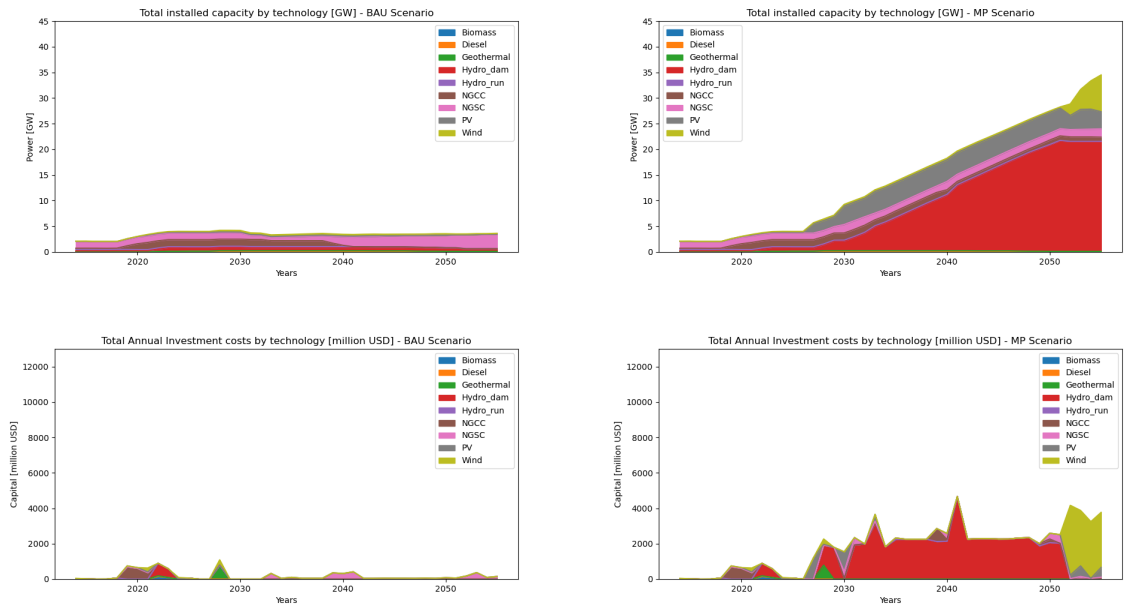 Total installed capacity by technology [GW] - BAU Scenario
45
40
35
30
25
20
15
10
5
0
Power [GW]
2020
2030
2040
2050
Years
Biomass
Diesel
Geothermal
Hydro_dam
Hydro_run
NGCC
NGSC
PV
Wind
Total installed capacity by technology [GW] - MP Scenario
45
40
35
30
25
20
15
10
5
0
Power [GW]
2020
2030
2040
2050
Years
Biomass
Diesel
Geothermal
Hydro_dam
Hydro_run
NGCC
NGSC
PV
Wind
Total Annual Investment costs by technology [million USD] - BAU Scenario
12000
10000
8000
6000
4000
2000
0
Capital [million USD]
2020
2030
2040
2050
Years
Biomass
Diesel
Geothermal
Hydro_dam
Hydro_run
NGCC
NGSC
PV
Wind
Total Annual Investment costs by technology [million USD] - MP Scenario
12000
10000
8000
6000
4000
2000
0
Capital [million USD]
2020
2030
2040
2050
Years
Biomass
Diesel
Geothermal
Hydro_dam
Hydro_run
NGCC
NGSC
PV
Wind